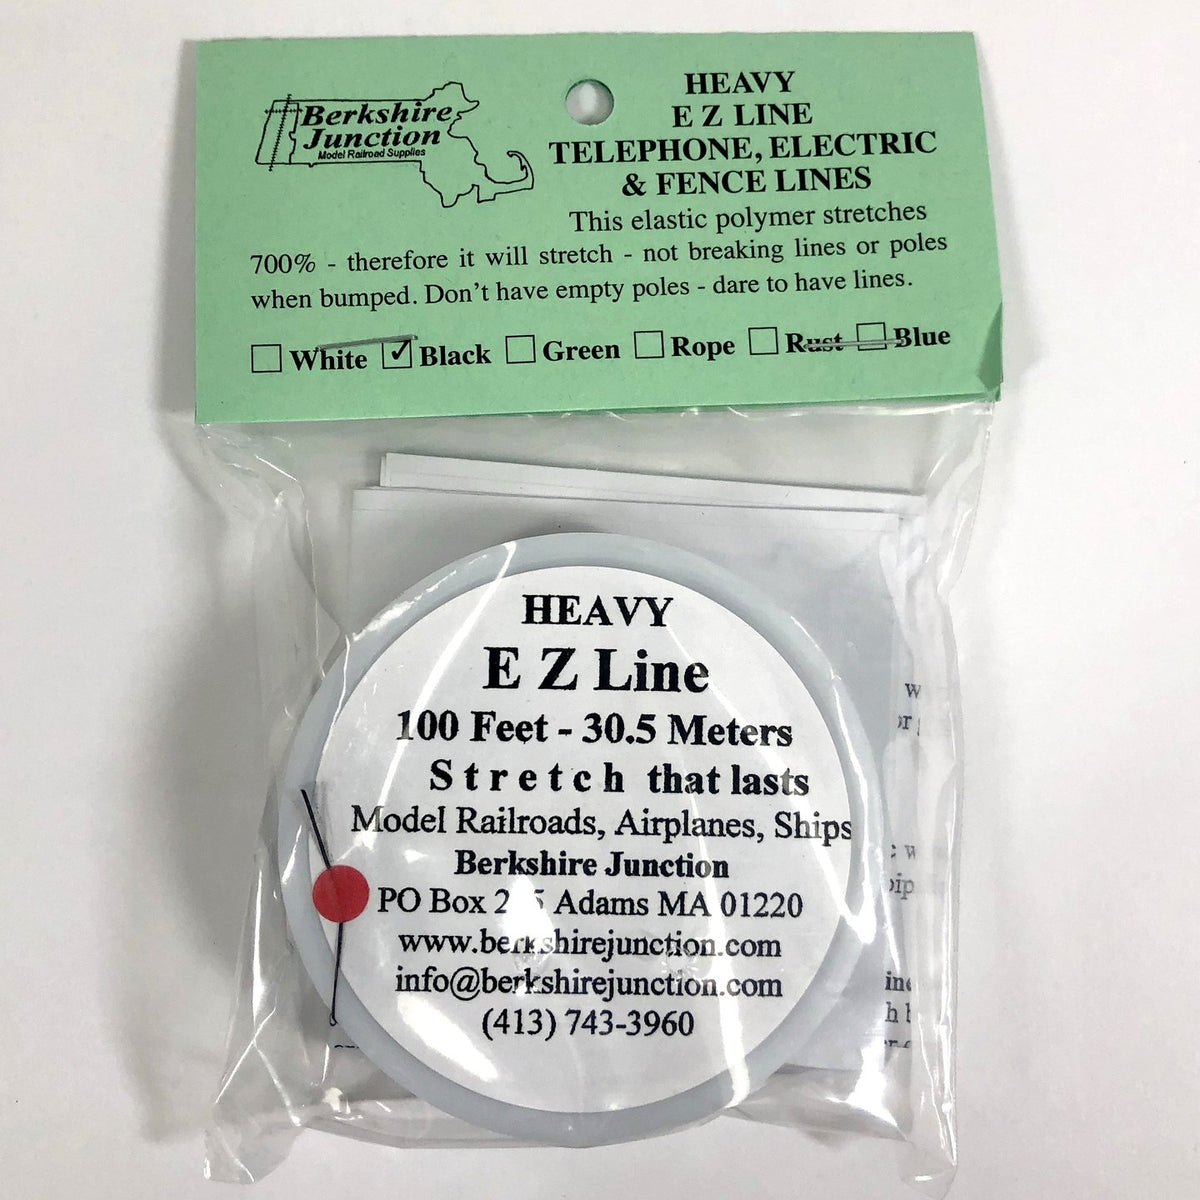 Berkshire
Junction
Model Railroad Supplies
HEAVY
E Z LINE
TELEPHONE, ELECTRIC
& FENCE LINES
This elastic polymer stretches
700% - therefore it will stretch - not breaking lines or poles
when bumped. Don't have empty poles - dare to have lines.
White ✓ Black Green Rope Rust Blue
HEAVY
E Z Line
100 Feet - 30.5 Meters
Stretch that lasts
Model Railroads, Airplanes, Ships
Berkshire Junction
PO Box Adams MA 01220
www.berkshirejunction.com
info@berkshirejunction.com
(413) 743-3960